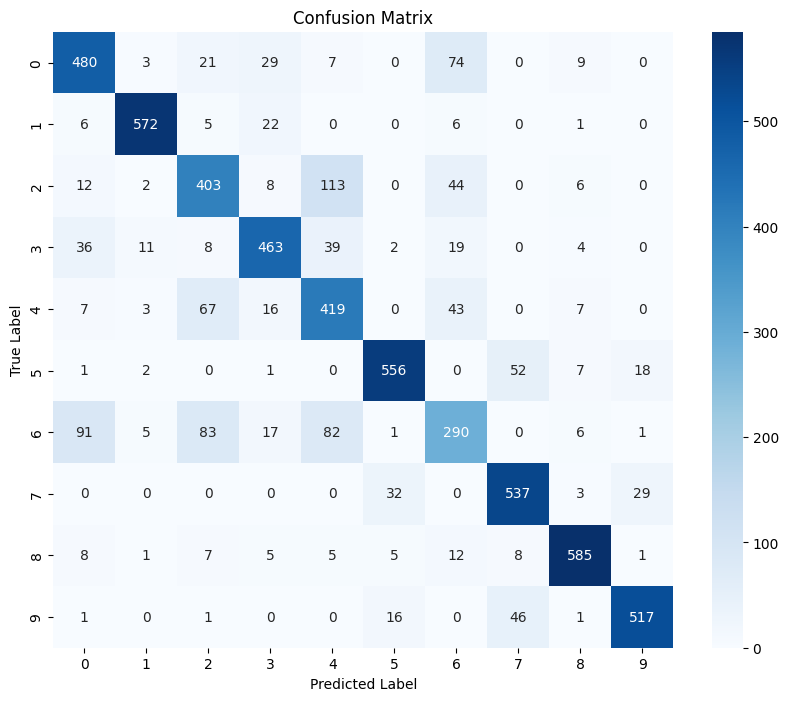 Confusion Matrix
0 480 3 21 29 7 0 74 0 9 0
1 6 572 5 22 0 0 6 0 1 0
2 12 2 403 8 113 0 44 0 6 0
3 36 11 8 463 39 2 19 0 4 0
4 7 3 67 16 419 0 43 0 7 0
5 1 2 0 1 0 556 0 52 7 18
6 91 5 83 17 82 1 290 0 6 1
7 0 0 0 0 0 32 0 537 3 29
8 8 1 7 5 5 5 12 8 585 1
9 1 0 1 0 0 16 0 46 1 517
0 1 2 3 4 5 6 7 8 9
Predicted Label
True Label
500
400
300
200
100
0